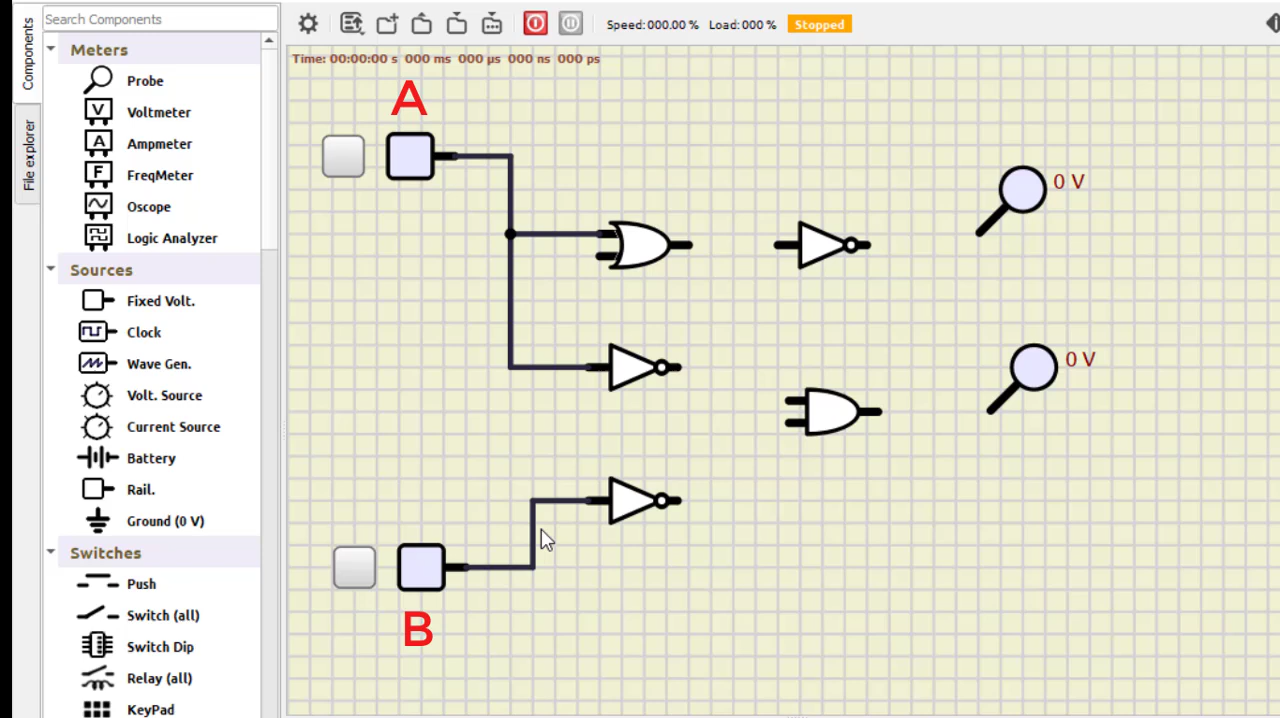 Components
File explorer
Search Components
Meters
Probe
V Voltmeter
A Ampmeter
F FreqMeter
Oscope
Logic Analyzer
Sources
Fixed Volt.
Clock
Wave Gen.
Volt. Source
Current Source
Battery
Rail.
Ground (0 V)
Switches
Push
Switch (all)
Switch Dip
Relay (all)
KeyPad
Speed:000.00 % Load:000 % Stopped
Time: 00:00:00 s 000 ms 000 µs 000 ns 000 ps
A
0 V
0 V
B